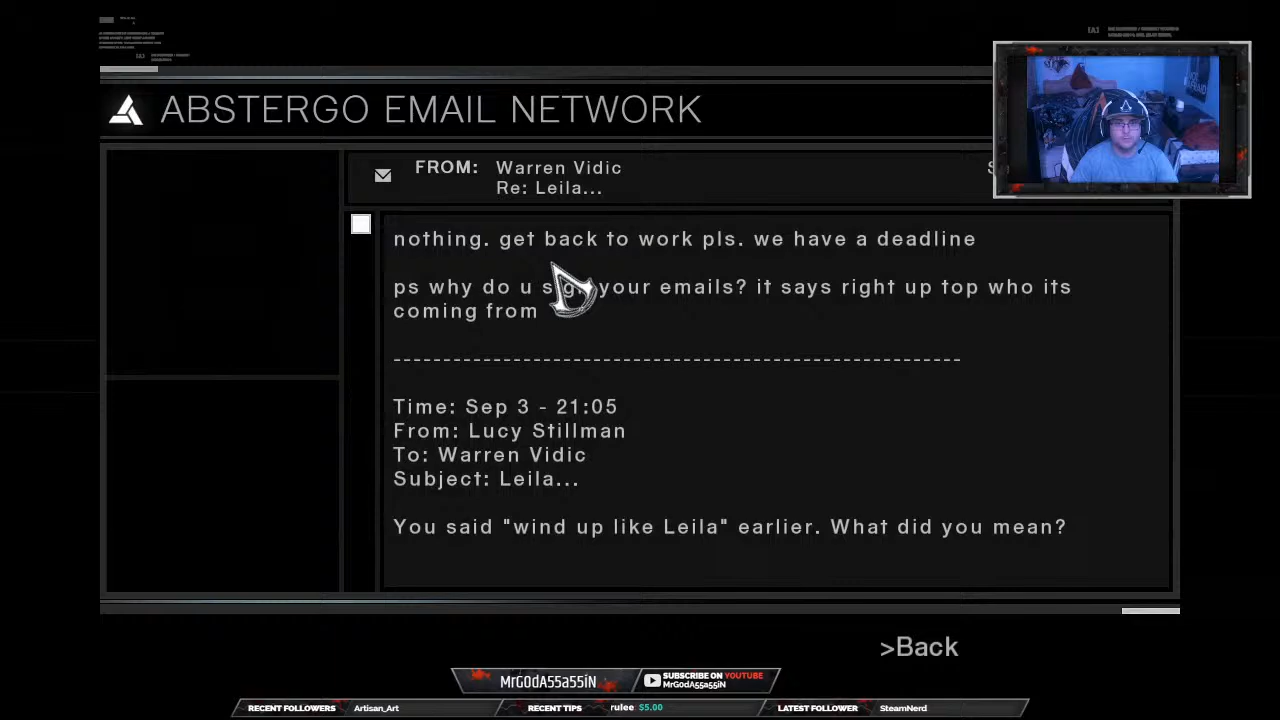 ABSTERGO EMAIL NETWORK
FROM: Warren Vidic
Re: Leila...
nothing. get back to work pls. we have a deadline
ps why do u your emails? it says right up top who its
coming from
-------------------------------------------------------
Time: Sep 3 - 21:05
From: Lucy Stillman
To: Warren Vidic
Subject: Leila...
You said "wind up like Leila" earlier. What did you mean?
>Back
MrG0dA55a55iN
SUBSCRIBE ON YOUTUBE
MrG0dA55a55iN
RECENT FOLLOWERS Artisan_Art RECENT TIPS rulee $5.00 LATEST FOLLOWER SteamNerd